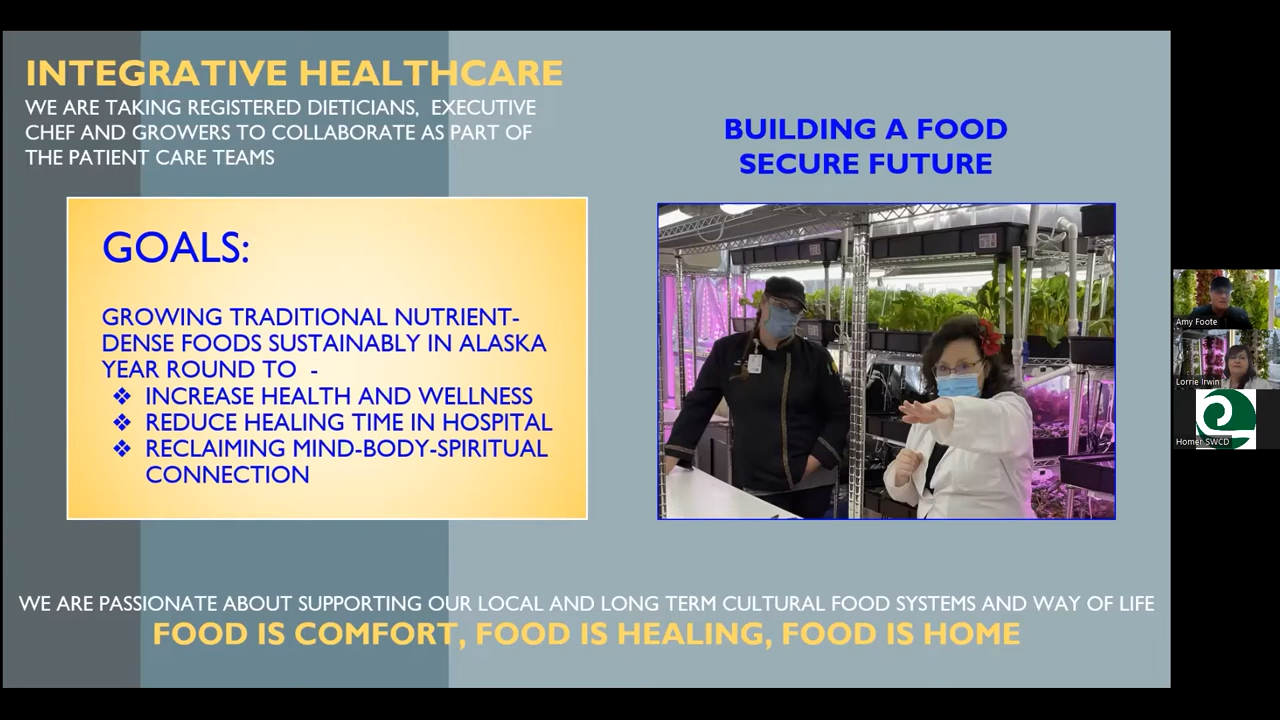 INTEGRATIVE HEALTHCARE
WE ARE TAKING REGISTERED DIETICIANS, EXECUTIVE
CHEF AND GROWERS TO COLLABORATE AS PART OF
THE PATIENT CARE TEAMS
BUILDING A FOOD
SECURE FUTURE
GOALS:
GROWING TRADITIONAL NUTRIENT-
DENSE FOODS SUSTAINABLY IN ALASKA
YEAR ROUND TO -
❖ INCREASE HEALTH AND WELLNESS
❖ REDUCE HEALING TIME IN HOSPITAL
❖ RECLAIMING MIND-BODY-SPIRITUAL
CONNECTION
WE ARE PASSIONATE ABOUT SUPPORTING OUR LOCAL AND LONG TERM CULTURAL FOOD SYSTEMS AND WAY OF LIFE
FOOD IS COMFORT, FOOD IS HEALING, FOOD IS HOME
Amy Foote
Lorrie Irwin
Homer SWCD